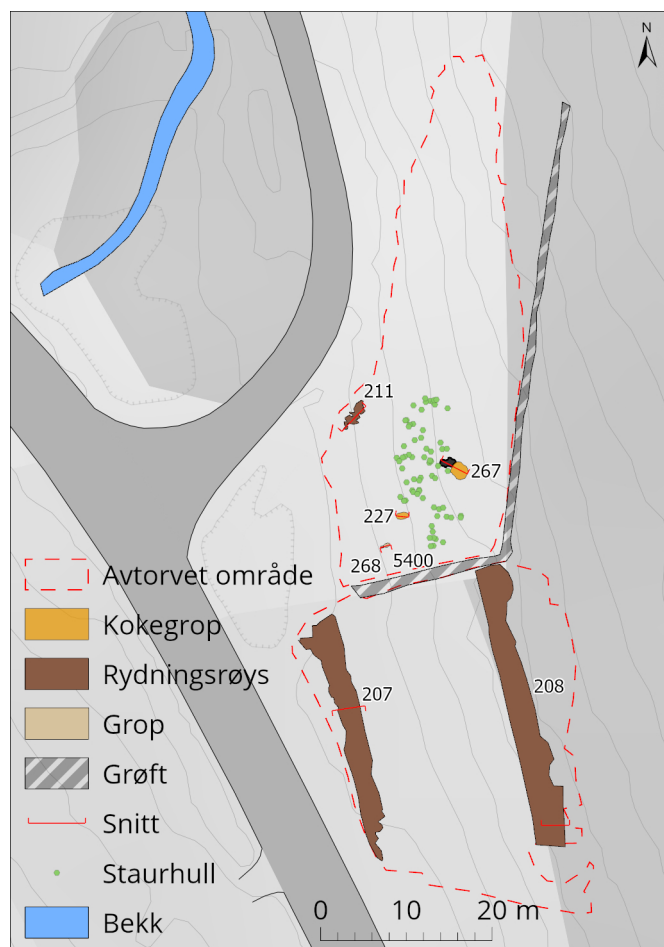 N
211
267
227
268
5400
207
208
Avtorvet område
Kokegrop
Rydningsrøys
Grop
Grøft
Snitt
Staurhull
Bekk
0 10 20 m